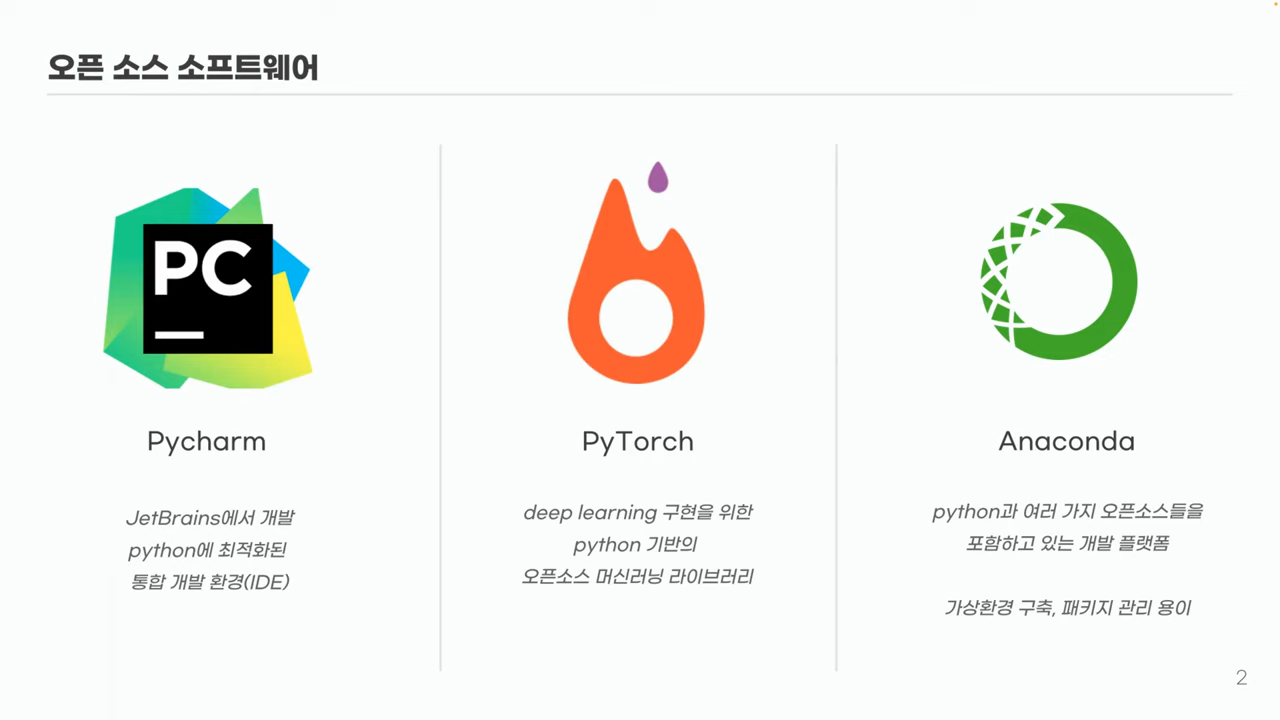 오픈 소스 소프트웨어
PC
Pycharm
JetBrains에서 개발
python에 최적화된
통합 개발 환경(IDE)
PyTorch
deep learning 구현을 위한
python 기반의
오픈소스 머신러닝 라이브러리
Anaconda
python과 여러 가지 오픈소스들을
포함하고 있는 개발 플랫폼
가상환경 구축, 패키지 관리 용이
2